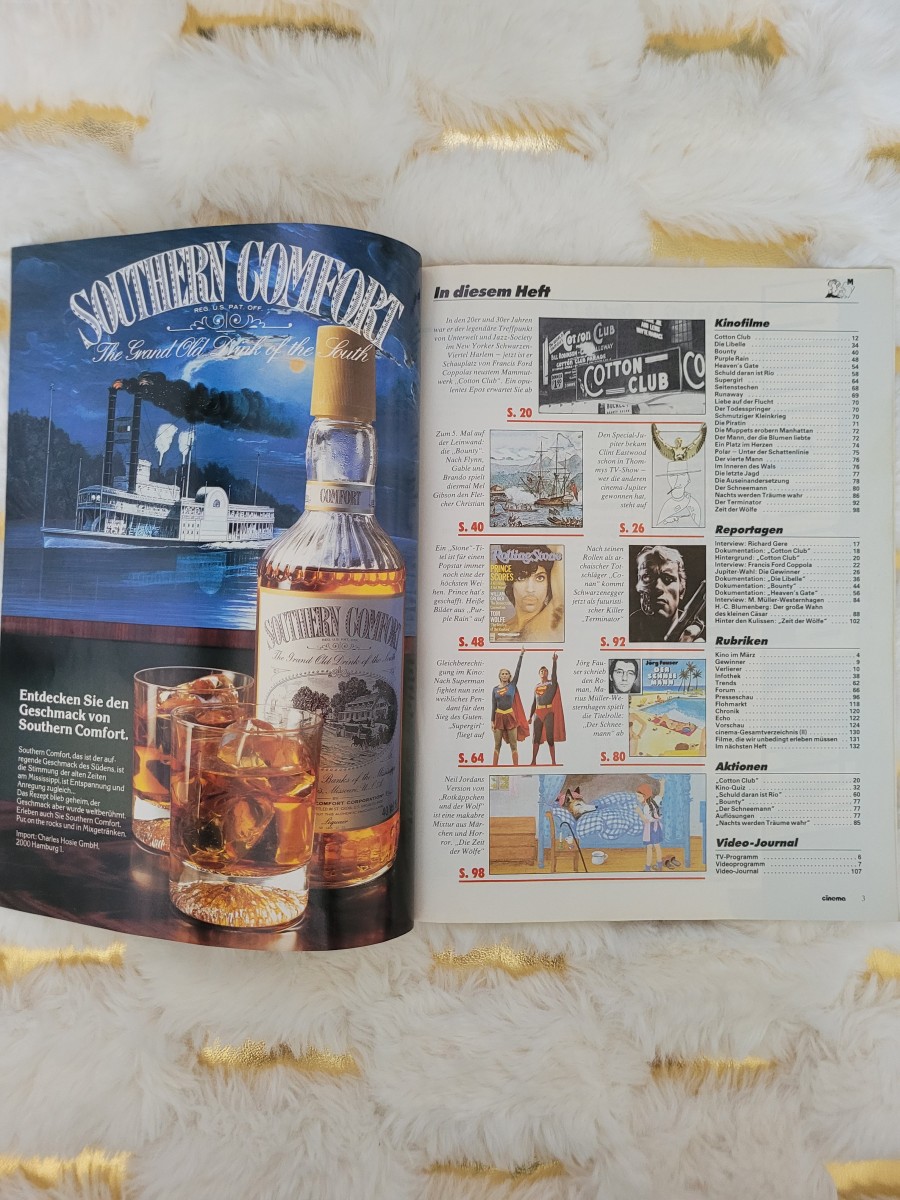 SOUTHERN COMFORT
REG. U.S. PAT. OFF
The Grand Old Drink of the South
COMFORT
SOUTHERN COMFORT
The Grand Old Drink of the South
Banks of the
COMFORT CORPORATION
Liqueur
Entdecken Sie den
Geschmack von
Southern Comfort.
Southern Comfort, das ist der auf-
regende Geschmack des Südens, ist
die Stimmung der alten Zeiten
am Mississippi, ist Entspannung und
Anregung zugleich...
Das Rezept blieb geheim, der
Geschmack aber wurde weltberühmt.
Erleben auch Sie Southern Comfort.
Pur, on the rocks und in Mixgetränken.
Import: Charles Hosie GmbH.
2000 Hamburg 1.
In diesem Heft
M
In den 20er und 30er Jahren
war er der legendäre Treffpunkt
von Unterwelt und Jazz-Society
im New Yorker Schwarzen-
Viertel Harlem – jetzt ist er
Schauplatz von Francis Ford
Coppolas neuestem Mammut-
werk „Cotton Club“. Ein opu-
lentes Epos erwartet Sie ab
S. 20
Cotton Club
BILL ROBINSON
COTTON CLUB PARADE
COTTON
CLUB
Zum 5. Mal auf
der Leinwand:
die „Bounty“.
Nach Flynn,
Gable und
Brando spielt
diesmal Mel
Gibson den Flet-
cher Christian
S. 40
Den Spezial-Ju-
piter bekam
Clint Eastwood
schon in Thom-
mys TV-Show –
wer die anderen
cinema-Jupiter
gewonnen hat,
steht auf
S. 26
Ein „Stone“-Ti-
tel ist für einen
Popstar immer
noch eine der
höchsten Wei-
hen. Prince hat's
geschafft. Heiße
Bilder aus „Pur-
ple Rain“ auf
S. 48
Rolling Stone
PRINCE
SCORES
TOM
WOLFE
Nach seinen
Rollen als ar-
chaischer Tot-
schläger „Co-
nan“ kommt
Schwarzenegger
jetzt als futuristi-
scher Killer
„Terminator“
S. 92
Gleichberechti-
gung im Kino:
Nach Superman
fightet nun sein
weibliches Pen-
dant für den
Sieg des Guten.
„Supergirl“
fliegt auf
S. 64
Jörg Fau-
ser schrieb
den Ro-
man, Ma-
rius Müller-We-
sternhagen spielt
die Titelrolle:
Der „Schnee-
mann“ ab
S. 80
Jörg Fauser
DER
SCHNEE
MANN
Neil Jordans
Version von
„Rotkäppchen
und der Wolf“
ist eine makabre
Mixtur aus Mär-
chen und Hor-
ror. „Die Zeit
der Wölfe“
S. 98
Kinofilme
Cotton Club 12
Die Libelle 34
Bounty 40
Purple Rain 48
Heaven's Gate 54
Schuld daran ist Rio 58
Supergirl 64
Seitenstechen 68
Runaway 69
Liebe auf der Flucht 70
Der Todesspringer 70
Schmutziger Kleinkrieg 70
Die Piratin 71
Die Muppets erobern Manhattan 72
Der Mann, der die Blumen liebte 72
Ein Platz im Herzen 74
Polar – Unter der Schattenlinie 75
Der vierte Mann 76
Im Inneren des Wals 76
Die letzte Jagd 77
Die Auseinandersetzung 78
Der Schneemann 80
Nachts werden Träume wahr 86
Der Terminator 92
Zeit der Wölfe 98
Reportagen
Interview: Richard Gere 17
Dokumentation: „Cotton Club“ 18
Hintergrund: „Cotton Club“ 20
Interview: Francis Ford Coppola 22
Jupiter-Wahl: Die Gewinner 26
Dokumentation: „Die Libelle“ 36
Dokumentation: „Bounty“ 44
Dokumentation: „Heaven's Gate“ 56
Interview: M. Müller-Westernhagen 84
H.-C. Blumenberg: Der große Wahn
des kleinen Cäsar 88
Hinter den Kulissen: „Zeit der Wölfe“ 102
Rubriken
Kino im März 4
Gewinner 9
Verlierer 10
Infothek 38
Trends 62
Forum 66
Presseschau 96
Flohmarkt 118
Chronik 120
Echo 122
Vorschau 124
cinema-Gesamtverzeichnis (II) 130
Filme, die wir unbedingt erleben müssen 131
Im nächsten Heft 132
Aktionen
„Cotton Club“ 20
Kino-Quiz 32
„Schuld daran ist Rio“ 60
„Bounty“ 77
„Der Schneemann“ 77
Auflösungen 77
„Nachts werden Träume wahr“ 85
Video-Journal
TV-Programm 6
Videoprogramm 7
Video-Journal 107
cinema 3